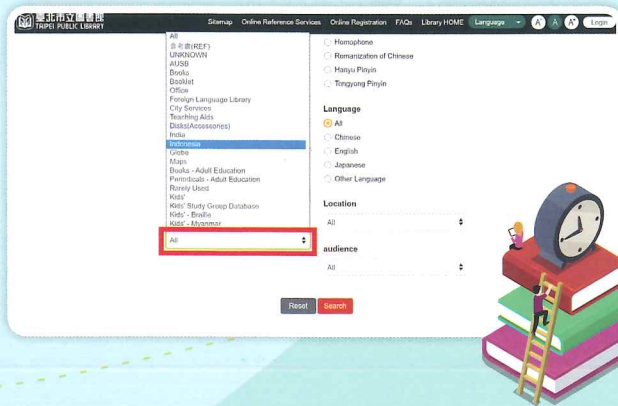 臺北市立圖書館
TAIPEI PUBLIC LIBRARY
Sitemap Online Reference Services Online Registration FAQs Library HOME Language A- A A+ Login
All
參考書(REF)
UNKNOWN
AUSB
Books
Booklet
Office
Foreign Language Library
City Services
Teaching Aids
Disks(Accessories)
India
Indonesia
Globe
Maps
Books - Adult Education
Periodicals - Adult Education
Rarely Used
Kids'
Kids' Study Group Database
Kids' - Braille
Kids' - Myanmar
All
Homophone
Romanization of Chinese
Hanyu Pinyin
Tongyong Pinyin
Language
All
Chinese
English
Japanese
Other Language
Location
All
audience
All
Reset Search